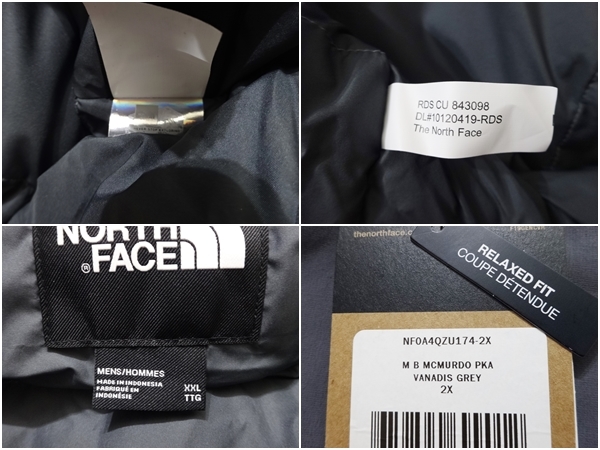 RDS CU 843098
DL#10120419-RDS
The North Face
NORTH
FACE
®
MENS/HOMMES
MADE IN INDONESIA
FABRIQUÉ EN
INDONÉSIE
XXL
TTG
thenorthface.c
RELAXED FIT
COUPE DÉTENDUE
NF0A4QZU174-2X
M B MCMURDO PKA
VANADIS GREY
2X